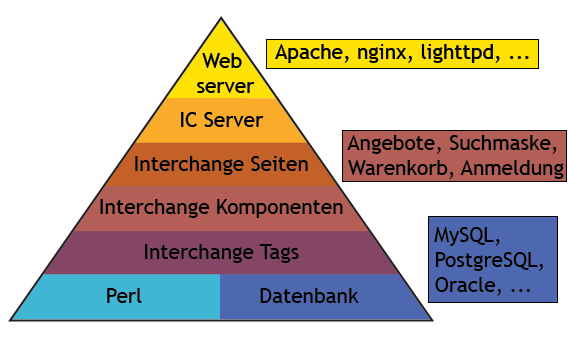 Web
server
Apache, nginx, lighttpd, ...
IC Server
Interchange Seiten
Angebote, Suchmaske,
Warenkorb, Anmeldung
Interchange Komponenten
Interchange Tags
MySQL,
PostgreSQL,
Oracle, ...
Perl
Datenbank